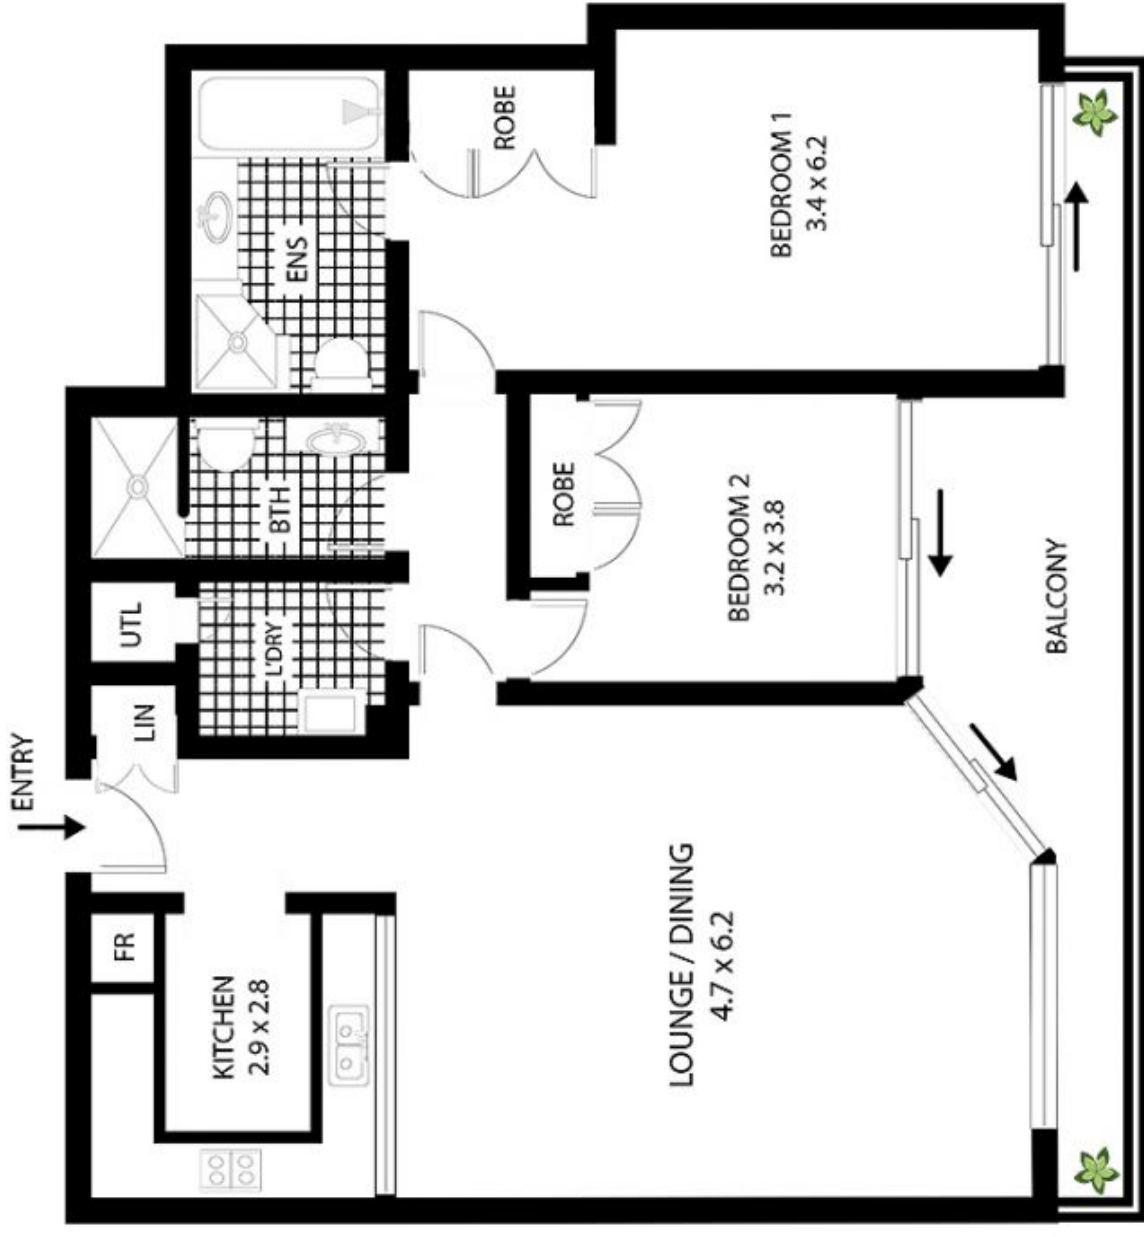 ENTRY
FR
KITCHEN
2.9 x 2.8
LIN
UTL
L'DRY
BTH
ENS
ROBE
ROBE
BEDROOM 1
3.4 x 6.2
BEDROOM 2
3.2 x 3.8
LOUNGE / DINING
4.7 x 6.2
BALCONY